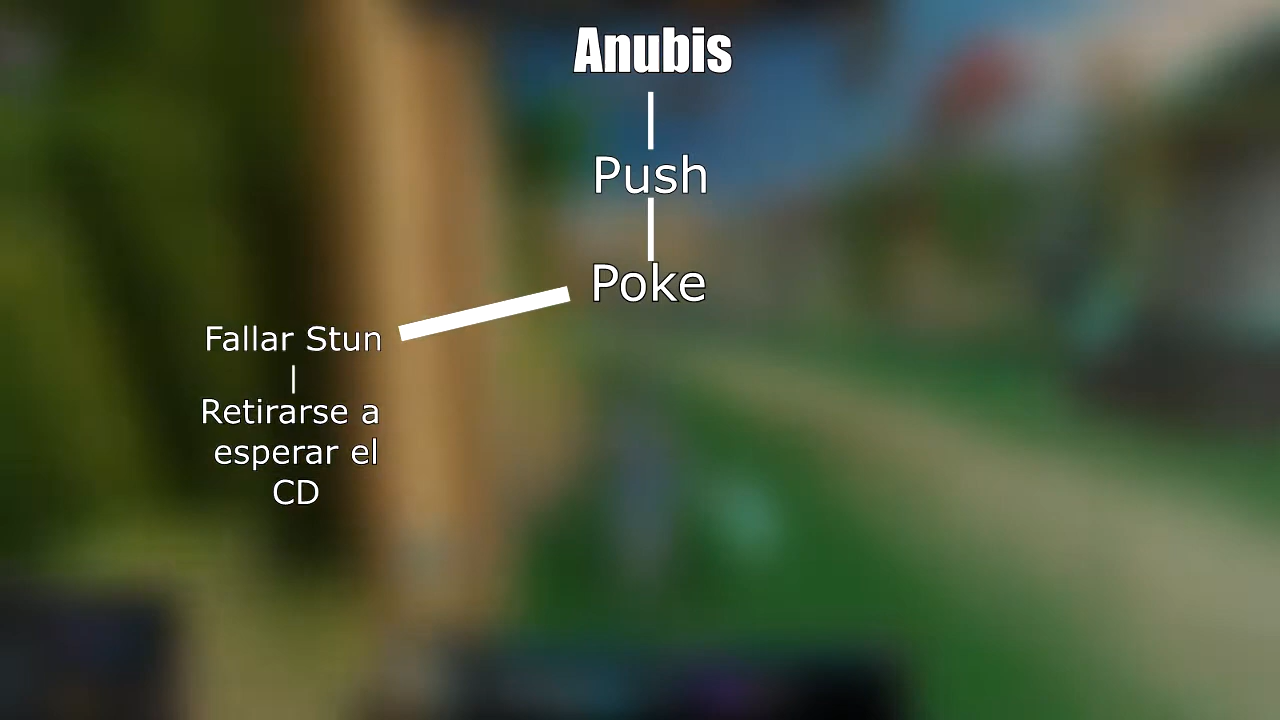 Anubis
Push
Poke
Fallar Stun
Retirarse a
esperar el
CD